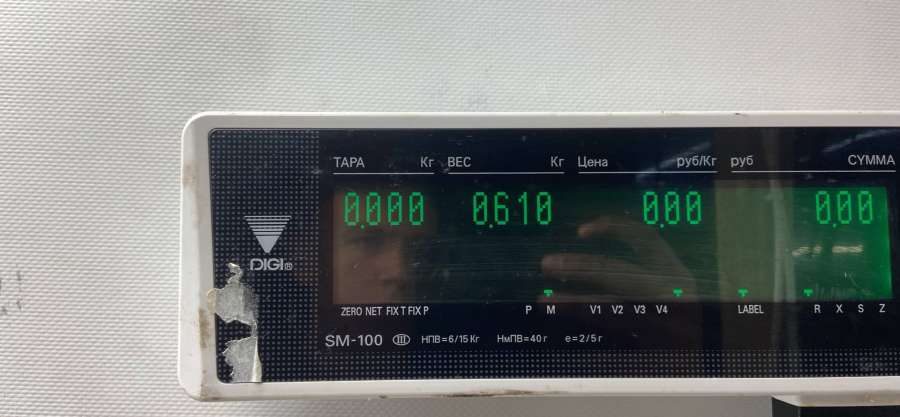 ТАРА Кг ВЕС Кг Цена руб/Кг руб СУММА
0.000 0.610 0.00 0.00
DIGI®
ZERO NET FIX T FIX P P M V1 V2 V3 V4 LABEL R X S Z
SM-100 III НПВ=6/15 Кг НмПВ=40 г e=2/5 г